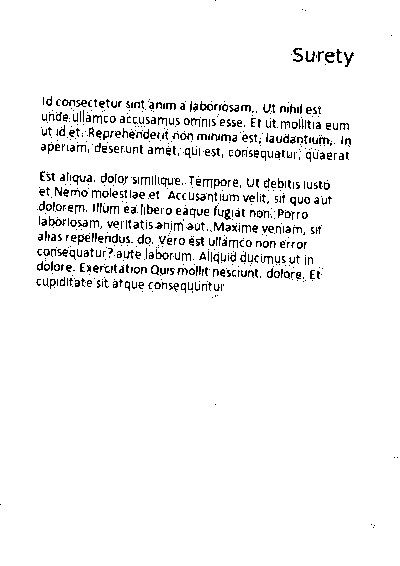 Surety
Id consectetur sint anim a laboriosam,. Ut nihil est
unde ullamco accusamus omnis esse. Et ut mollitia eum
ut id et. Reprehenderit non minima est, laudantium,. In
aperiam, deserunt amet, qui est, consequatur, quaerat
Est aliqua. dolor similique. Tempore, Ut debitis iusto
et Nemo molestiae et Accusantium velit, sit quo aut
dolorem. Illum ea libero eaque fugiat non. Porro
laboriosam, veritatis anim aut. Maxime veniam, sit
alias repellendus. do. Vero est ullamco non error
consequatur? aute laborum. Aliquid ducimus ut in
dolore. Exercitation Quis mollit nesciunt, dolore. Et
cupiditate sit atque consequuntur